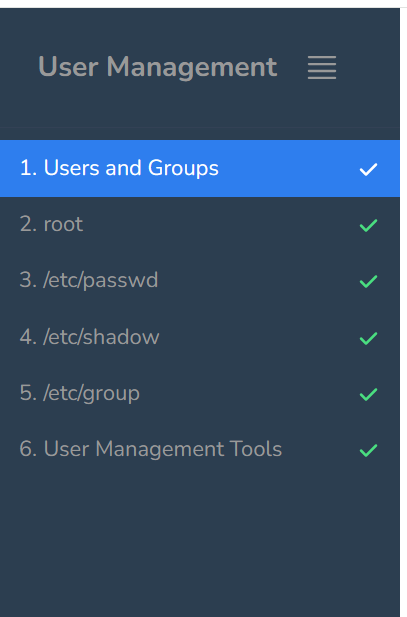 User Management
1. Users and Groups
2. root
3. /etc/passwd
4. /etc/shadow
5. /etc/group
6. User Management Tools